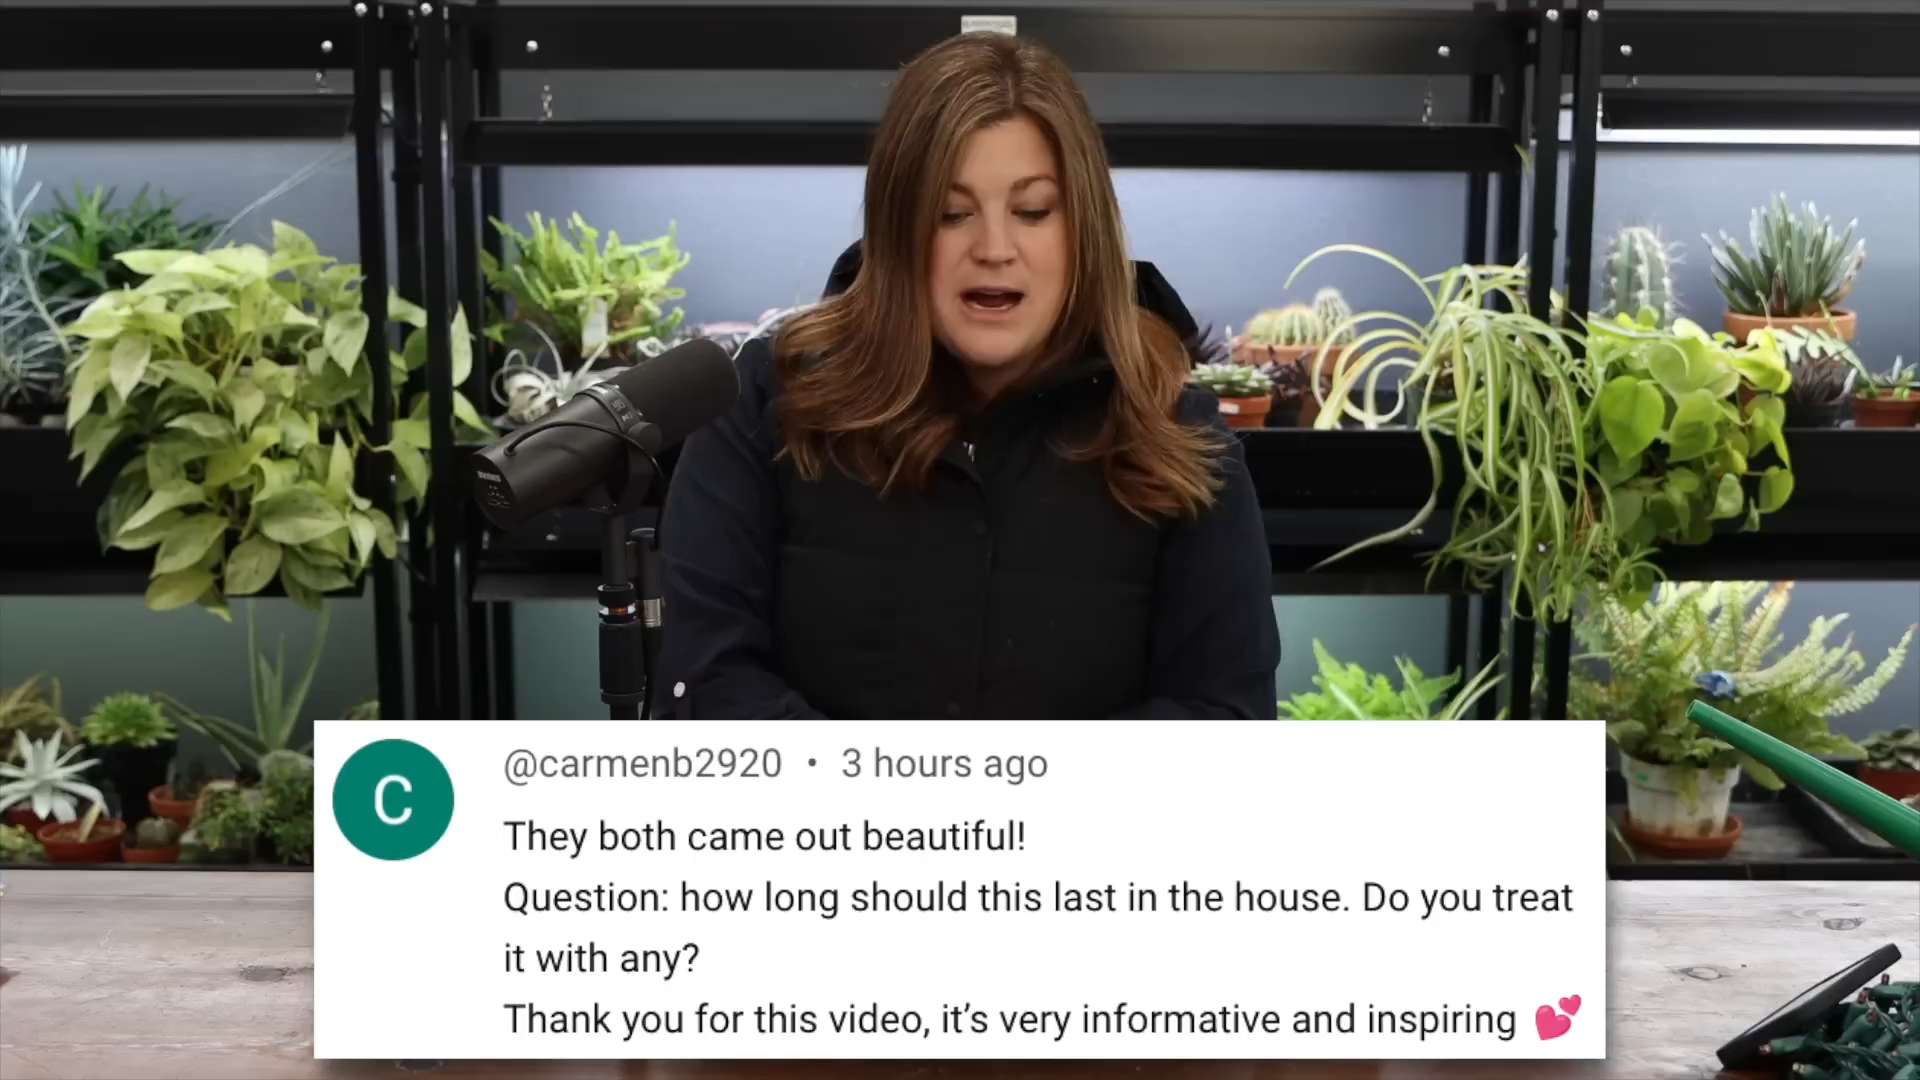 C
@carmenb2920 • 3 hours ago
They both came out beautiful!
Question: how long should this last in the house. Do you treat
it with any?
Thank you for this video, it’s very informative and inspiring 💕